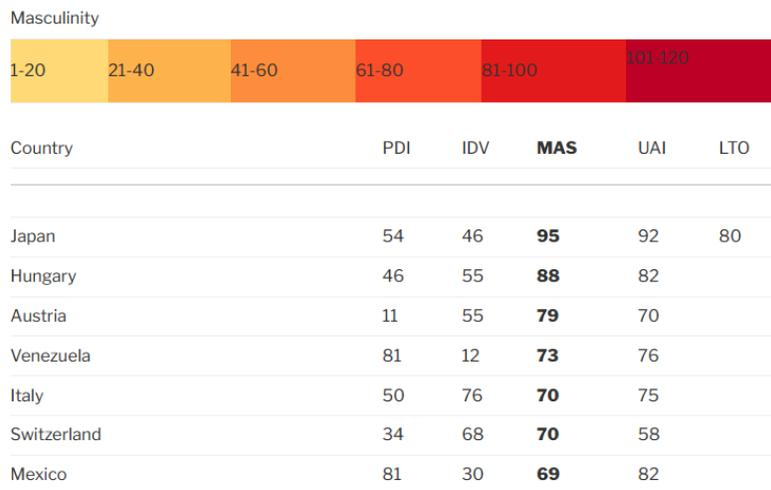 Masculinity
1-20 21-40 41-60 61-80 81-100 101-120
Country PDI IDV MAS UAI LTO
Japan 54 46 95 92 80
Hungary 46 55 88 82
Austria 11 55 79 70
Venezuela 81 12 73 76
Italy 50 76 70 75
Switzerland 34 68 70 58
Mexico 81 30 69 82